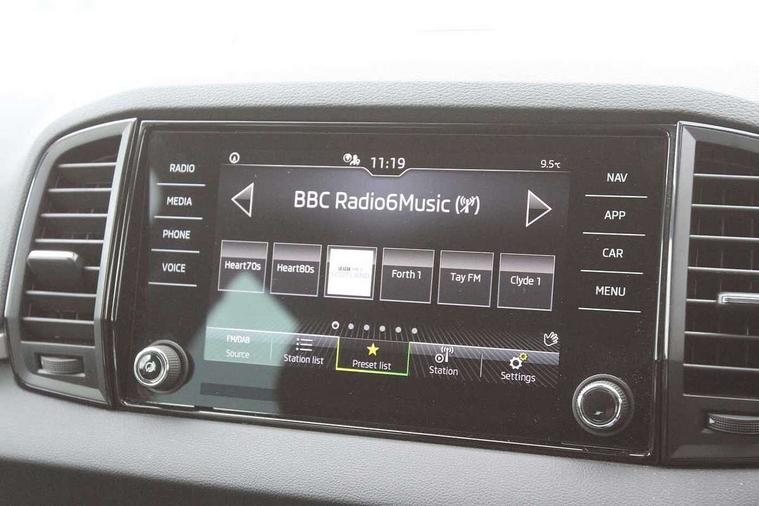 RADIO
MEDIA
PHONE
VOICE
11:19
9.5°C
BBC Radio6Music
Heart70s
Heart80s
Forth 1
Tay FM
Clyde 1
FM/DAB
Source
Station list
Preset list
Station
Settings
NAV
APP
CAR
MENU